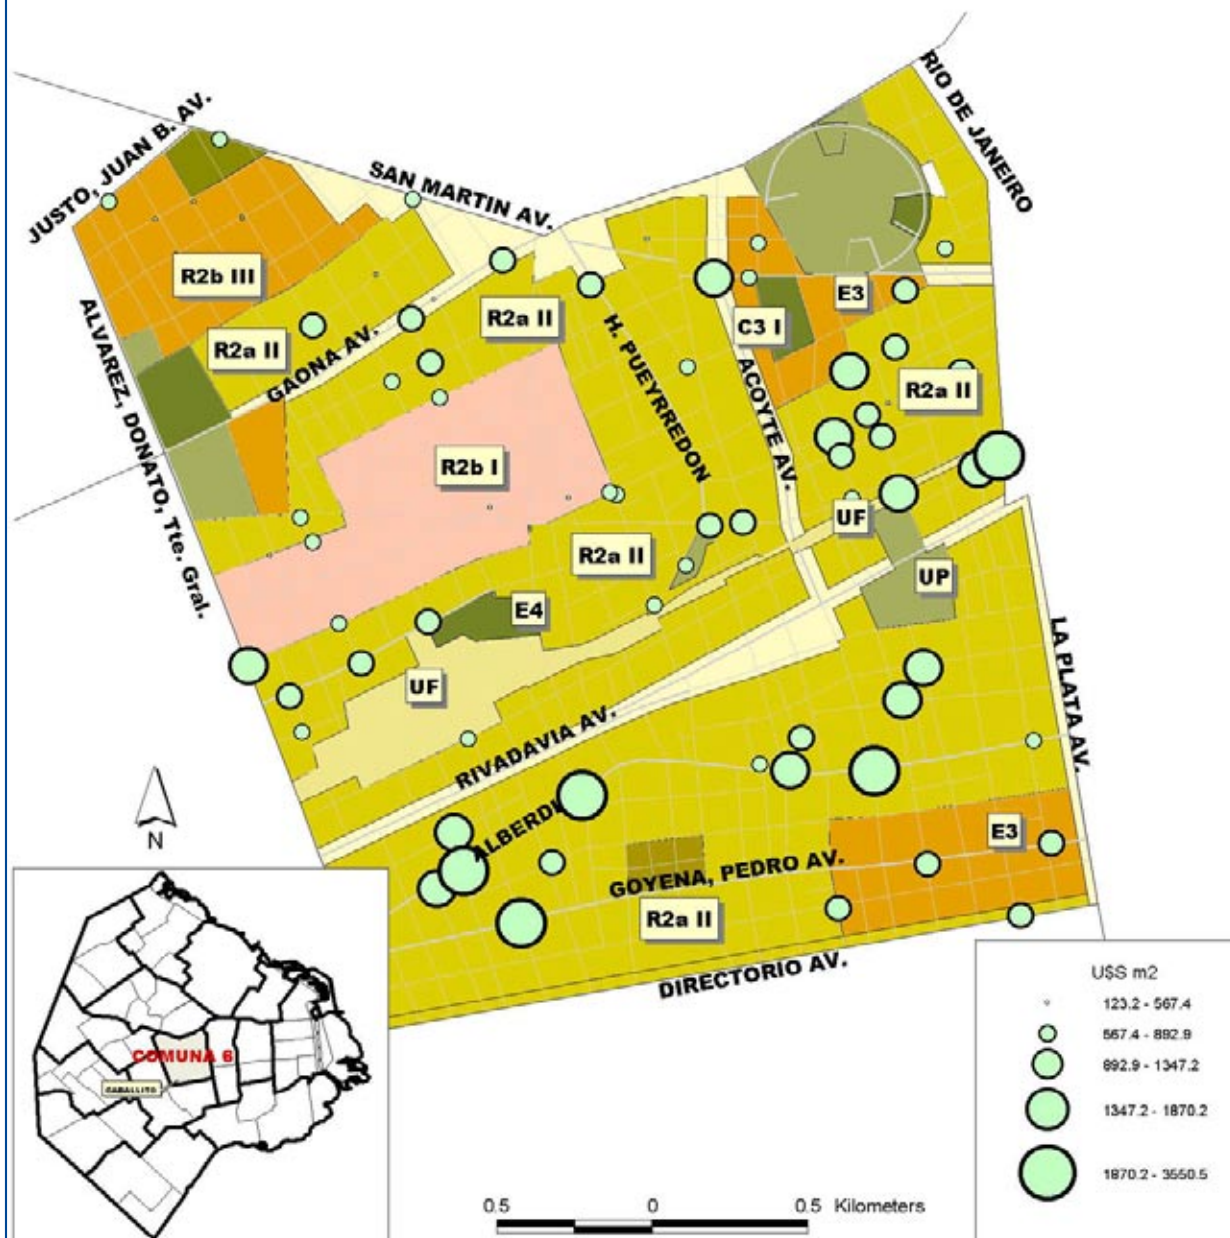 RIO DE JANEIRO
JUSTO, JUAN B. AV.
SAN MARTIN AV.
R2b III
E3
R2a II
C3 I
R2a II
H. PUEYRREDON
ALVAREZ, DONATO, Tte. Gral.
GAONA AV.
ACOYTE AV.
R2a II
R2b I
UF
R2a II
UP
E4
LA PLATA AV.
UF
RIVADAVIA AV.
ALBERDI
E3
GOYENA, PEDRO AV.
R2a II
DIRECTORIO AV.
N
COMUNA 6
CABALLITO
U$S m2
123.2 - 567.4
567.4 - 892.9
892.9 - 1347.2
1347.2 - 1870.2
1870.2 - 3550.5
0.5 0 0.5 Kilometers